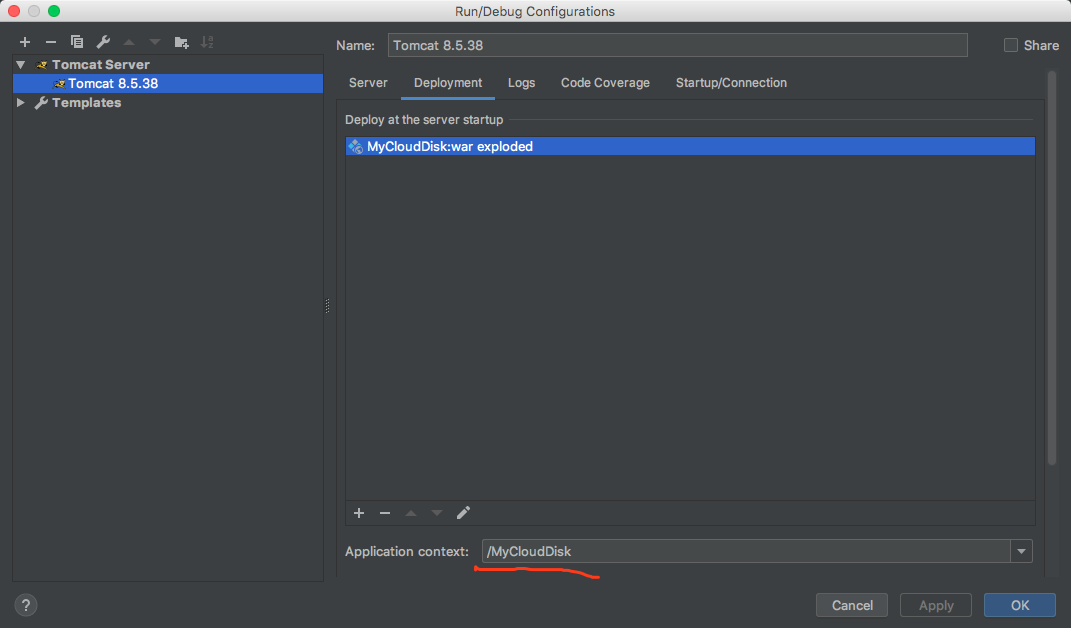 Run/Debug Configurations
Name: Tomcat 8.5.38 Share
Tomcat Server
Tomcat 8.5.38
Templates
Server Deployment Logs Code Coverage Startup/Connection
Deploy at the server startup
MyCloudDisk:war exploded
Application context: /MyCloudDisk
? Cancel Apply OK